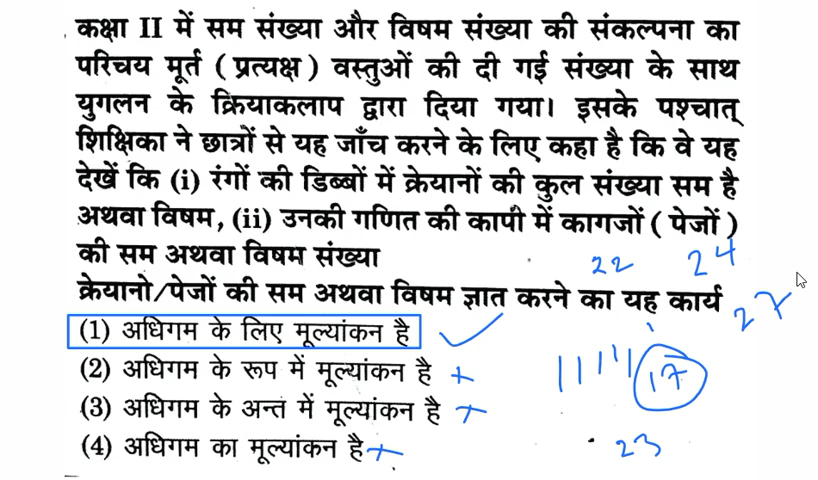 कक्षा II में सम संख्या और विषम संख्या की संकल्पना का
परिचय मूर्त ( प्रत्यक्ष ) वस्तुओं की दी गई संख्या के साथ
युगलन के क्रियाकलाप द्वारा दिया गया। इसके पश्चात्
शिक्षिका ने छात्रों से यह जाँच करने के लिए कहा है कि वे यह
देखें कि (i) रंगों की डिब्बों में क्रेयानों की कुल संख्या सम है
अथवा विषम, (ii) उनकी गणित की कापी में कागजों ( पेजों )
की सम अथवा विषम संख्या
22 24
क्रेयानो/पेजों की सम अथवा विषम ज्ञात करने का यह कार्य
27
(1) अधिगम के लिए मूल्यांकन है
(2) अधिगम के रूप में मूल्यांकन है
17
(3) अधिगम के अन्त में मूल्यांकन है
(4) अधिगम का मूल्यांकन है
23